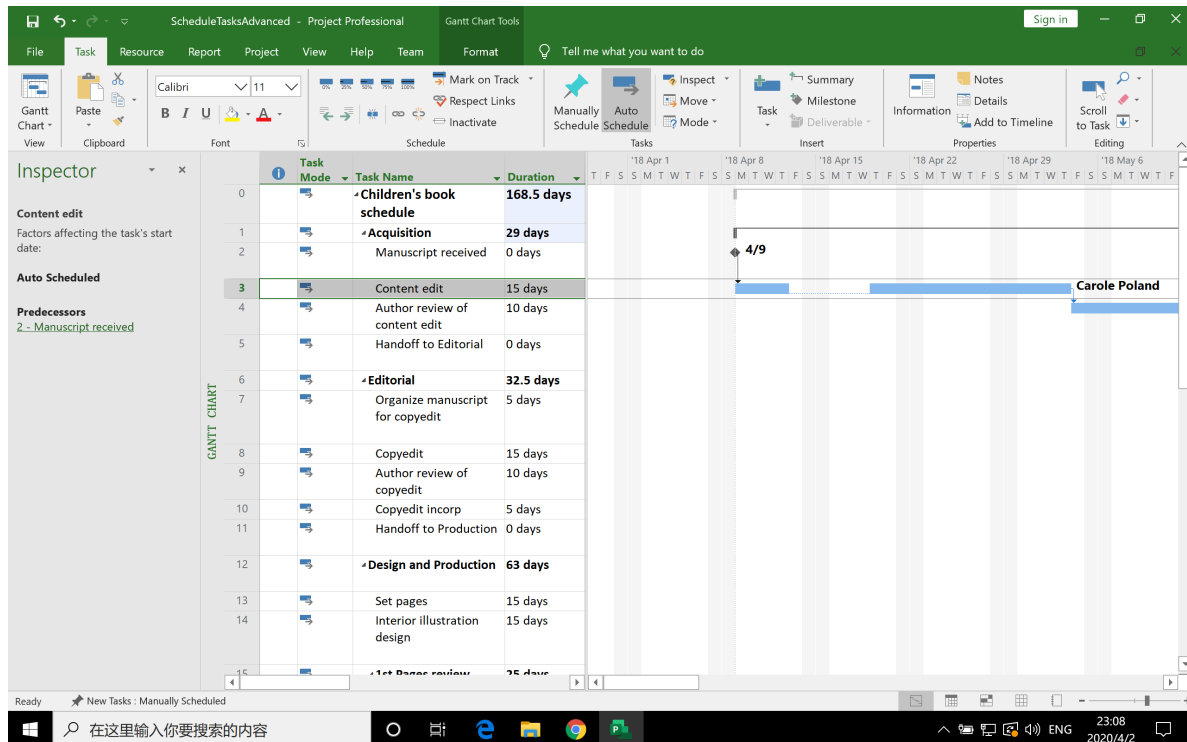 ScheduleTasksAdvanced - Project Professional
Gantt Chart Tools
Sign in
File Task Resource Report Project View Help Team Format Tell me what you want to do
Gantt Chart
View
Paste
Clipboard
Calibri 11
B I U A
Font
0% 25% 50% 75% 100%
Mark on Track
Respect Links
Inactivate
Schedule
Manually Schedule
Auto Schedule
Inspect
Move
Mode
Tasks
Task
Summary
Milestone
Deliverable
Insert
Information
Notes
Details
Add to Timeline
Properties
Scroll to Task
Editing
Inspector
Content edit
Factors affecting the task's start
date:
Auto Scheduled
Predecessors
2 - Manuscript received
GANTT CHART
Task Mode Task Name Duration
0 Children's book schedule 168.5 days
1 Acquisition 29 days
2 Manuscript received 0 days
3 Content edit 15 days
4 Author review of content edit 10 days
5 Handoff to Editorial 0 days
6 Editorial 32.5 days
7 Organize manuscript for copyedit 5 days
8 Copyedit 15 days
9 Author review of copyedit 10 days
10 Copyedit incorp 5 days
11 Handoff to Production 0 days
12 Design and Production 63 days
13 Set pages 15 days
14 Interior illustration design 15 days
15 1st Pages review 25 days
'18 Apr 1 '18 Apr 8 '18 Apr 15 '18 Apr 22 '18 Apr 29 '18 May 6
T F S S M T W T F S S M T W T F S S M T W T F S S M T W T F S S M T W T F S S M T W T F
4/9
Carole Poland
Ready New Tasks : Manually Scheduled
在这里输入你要搜索的内容
ENG
23:08
2020/4/2